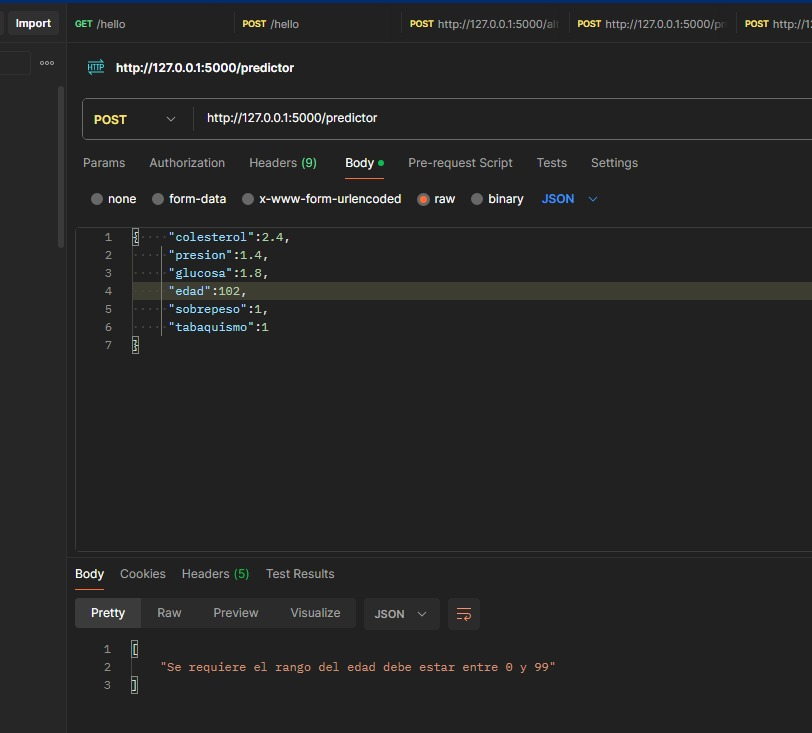 Import
GET /hello
POST /hello
POST http://127.0.0.1:5000/alt
POST http://127.0.0.1:5000/pr
POST http://1
HTTP http://127.0.0.1:5000/predictor
POST http://127.0.0.1:5000/predictor
Params Authorization Headers (9) Body Pre-request Script Tests Settings
none form-data x-www-form-urlencoded raw binary JSON
1 { "colesterol":2.4,
2 "presion":1.4,
3 "glucosa":1.8,
4 "edad":102,
5 "sobrepeso":1,
6 "tabaquismo":1
7 }
Body Cookies Headers (5) Test Results
Pretty Raw Preview Visualize JSON
1 [
2 "Se requiere el rango del edad debe estar entre 0 y 99"
3 ]